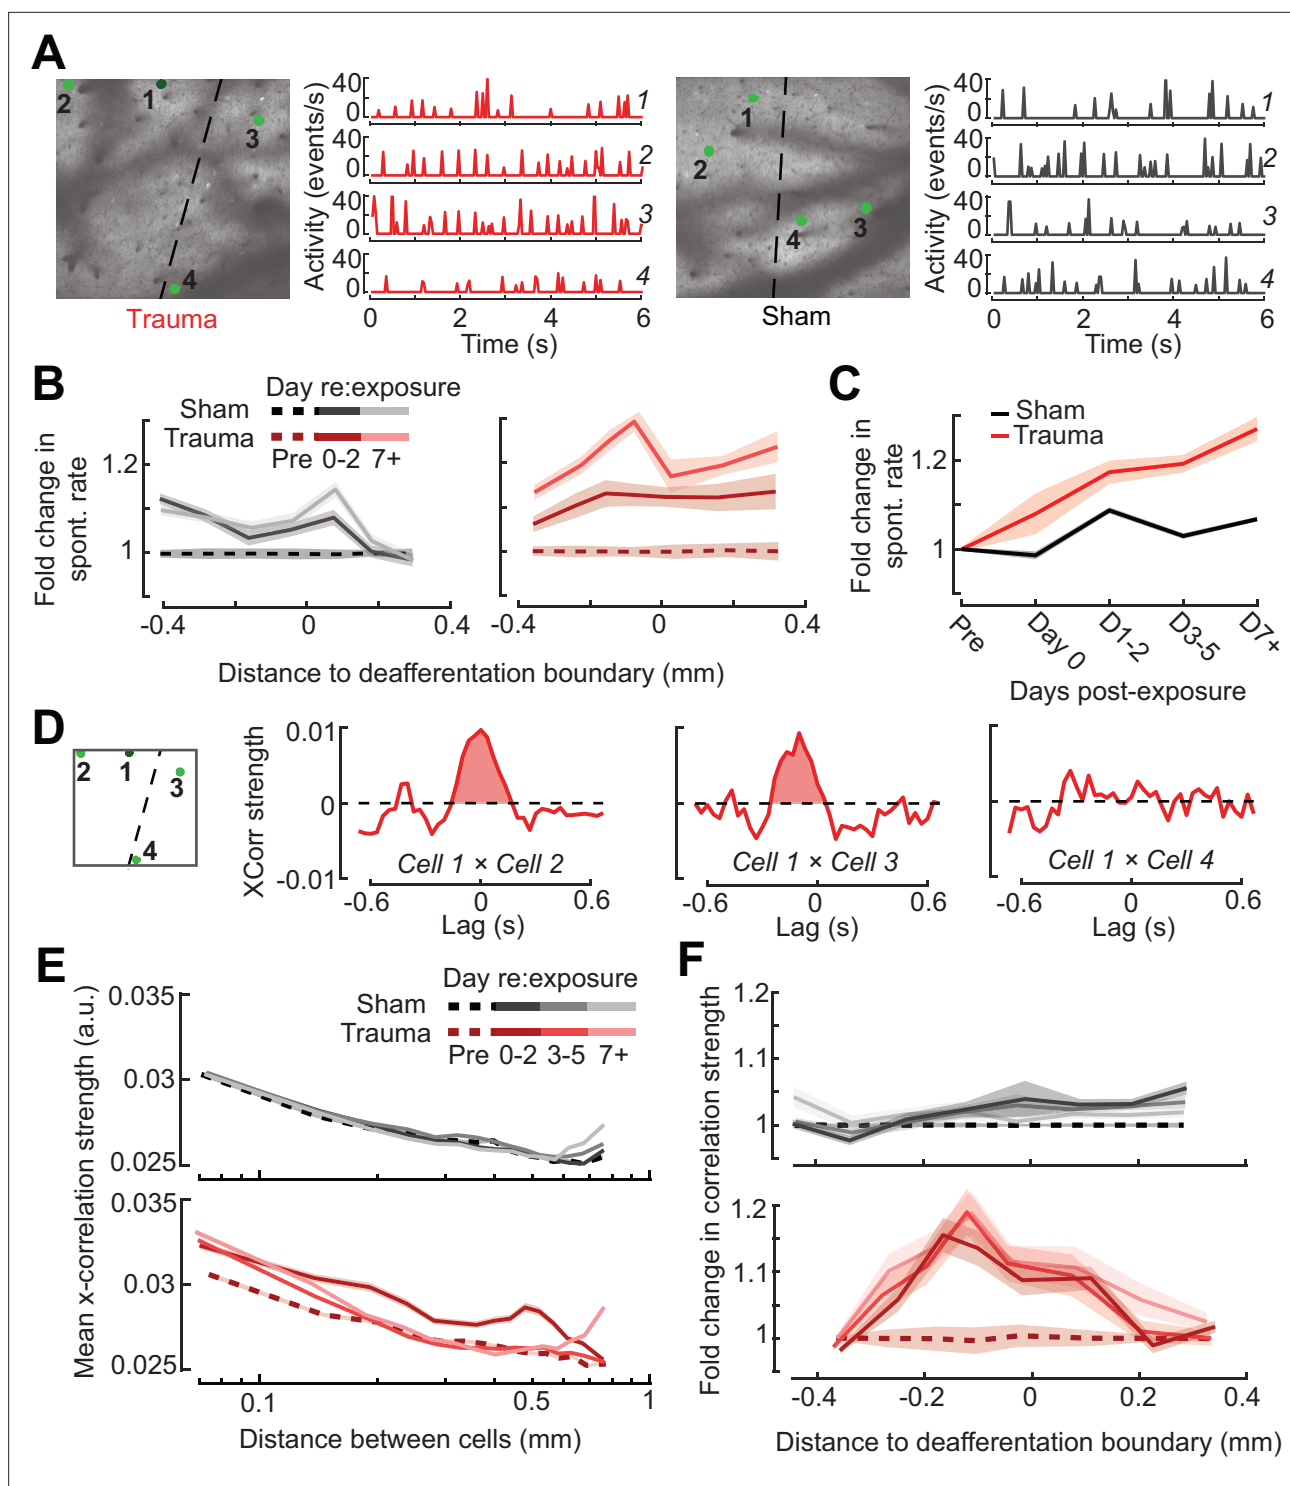 A
1
2
3
4
Trauma
Activity (events/s)
40
0
1
40
0
2
40
0
3
40
0
4
0 2 4 6
Time (s)
1
2
3
4
Sham
Activity (events/s)
40
0
1
40
0
2
40
0
3
40
0
4
0 2 4 6
Time (s)
B
Day re:exposure
Sham
Trauma
Pre 0-2 7+
Fold change in
spont. rate
1.2
1
-0.4 0 0.4
-0.4 0 0.4
Distance to deafferentation boundary (mm)
C
Sham
Trauma
Fold change in
spont. rate
1.2
1
Pre Day 0 D1-2 D3-5 D7+
Days post-exposure
D
2 1 3
4
XCorr strength
0.01
0
-0.01
Cell 1 × Cell 2
-0.6 0 0.6
Lag (s)
Cell 1 × Cell 3
-0.6 0 0.6
Lag (s)
Cell 1 × Cell 4
-0.6 0 0.6
Lag (s)
E
Day re:exposure
Sham
Trauma
Pre 0-2 3-5 7+
Mean x-correlation strength (a.u.)
0.035
0.03
0.025
0.035
0.03
0.025
0.1 0.5 1
Distance between cells (mm)
F
Fold change in correlation strength
1.2
1.1
1
1.2
1.1
1
-0.4 -0.2 0 0.2 0.4
Distance to deafferentation boundary (mm)